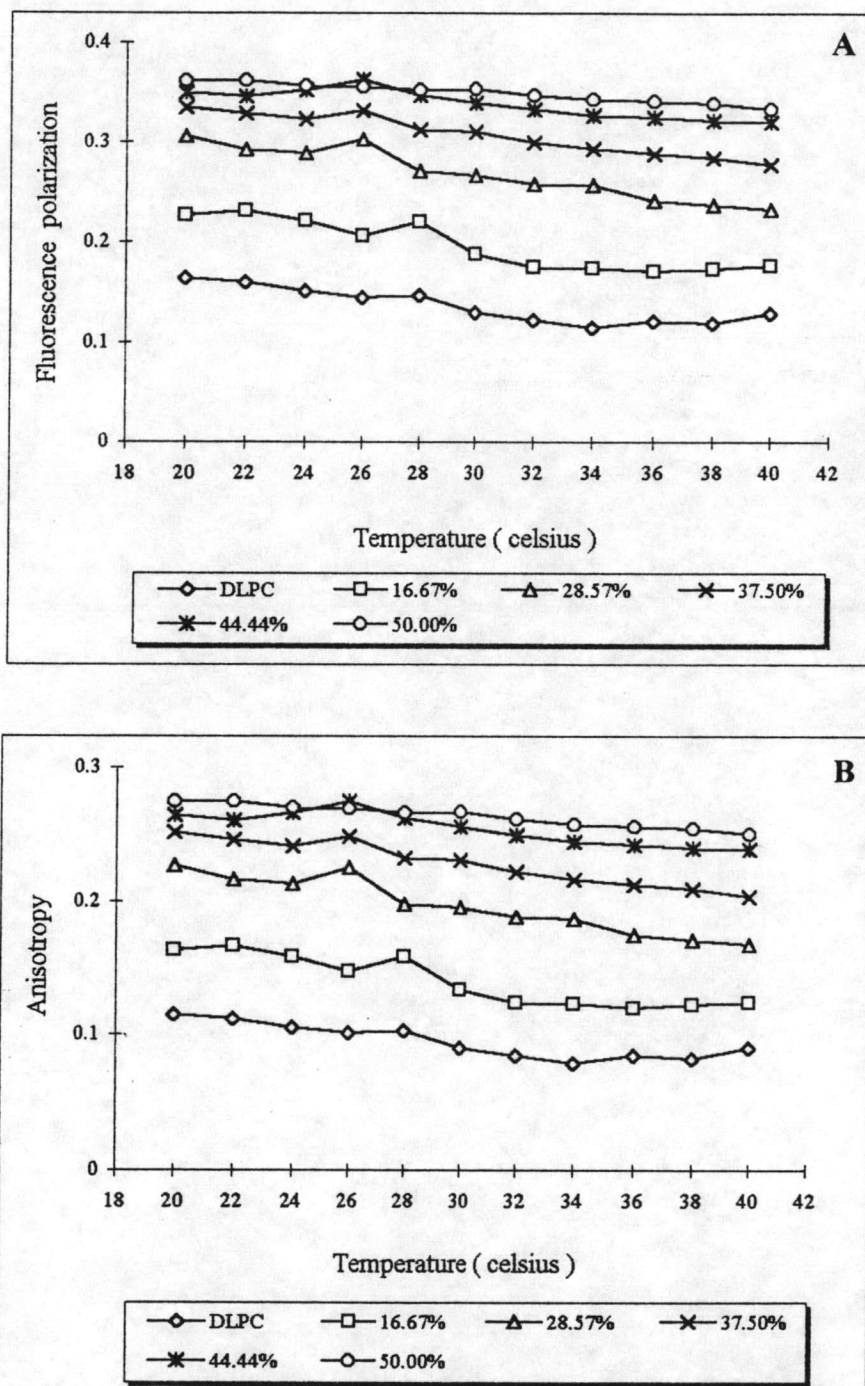 A
0.4
0.3
0.2
0.1
0
Fluorescence polarization
18 20 22 24 26 28 30 32 34 36 38 40 42
Temperature ( celsius )
DLPC 16.67% 28.57% 37.50%
44.44% 50.00%
B
0.3
0.2
0.1
0
Anisotropy
18 20 22 24 26 28 30 32 34 36 38 40 42
Temperature ( celsius )
DLPC 16.67% 28.57% 37.50%
44.44% 50.00%